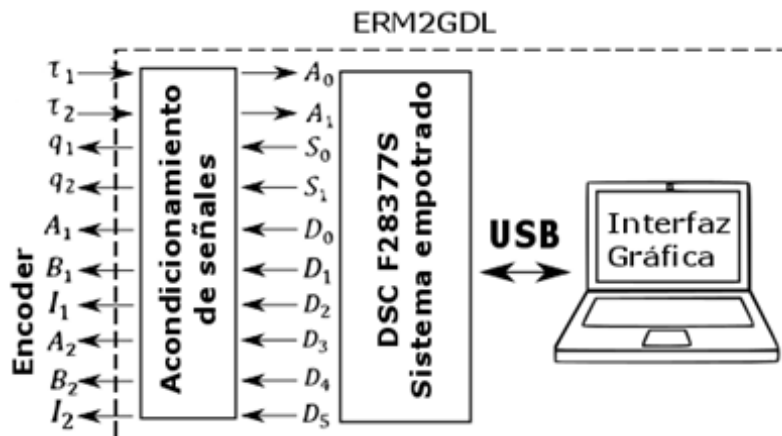 ERM2GDL
τ₁
τ₂
q₁
q₂
A₁
B₁
I₁
A₂
B₂
I₂
Encoder
Acondicionamiento
de señales
A₀
A₁
S₀
S₁
D₀
D₁
D₂
D₃
D₄
D₅
DSC F28377S
Sistema empotrado
USB
Interfaz
Gráfica